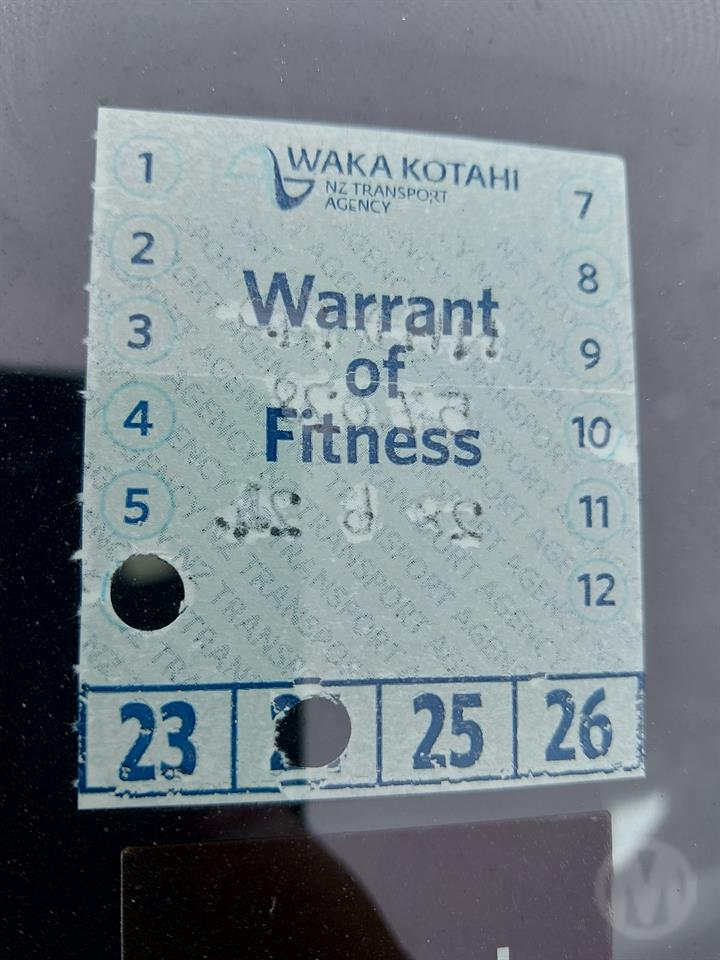 WAKA KOTAHI
NZ TRANSPORT
AGENCY
1
2
3
4
5
7
8
9
10
11
12
Warrant
of
Fitness
23
25
26
M